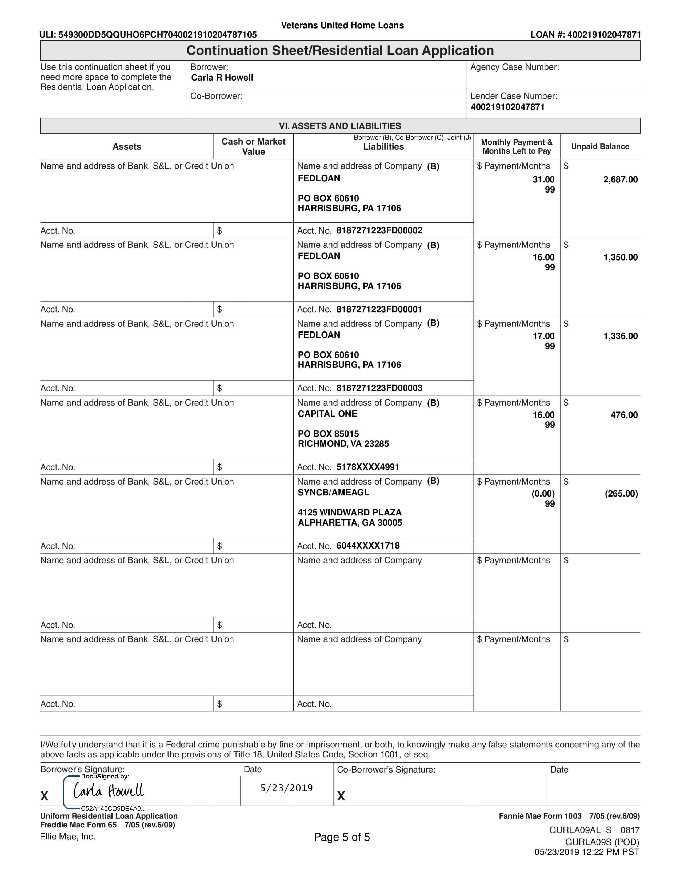 Veterans United Home Loans
ULI: 549300DD5QQUHO6PCH7040021910204787105 LOAN #: 400219102047871
Continuation Sheet/Residential Loan Application
Use this continuation sheet if you need more space to complete the Residential Loan Application.
Borrower:
Carla R Howell
Agency Case Number:
Co-Borrower:
Lender Case Number:
400219102047871
VI. ASSETS AND LIABILITIES
Assets
Cash or Market Value
Borrower (B), Co-Borrower (C), Joint (J)
Liabilities
Monthly Payment & Months Left to Pay
Unpaid Balance
Name and address of Bank, S&L, or Credit Union
Name and address of Company (B)
$ Payment/Months $
FEDLOAN 31.00 2,687.00
99
PO BOX 60610
HARRISBURG, PA 17106
Acct. No. $ Acct. No. 8187271223FD00002
Name and address of Bank, S&L, or Credit Union
Name and address of Company (B)
$ Payment/Months $
FEDLOAN 16.00 1,350.00
99
PO BOX 60610
HARRISBURG, PA 17106
Acct. No. $ Acct. No. 8187271223FD00001
Name and address of Bank, S&L, or Credit Union
Name and address of Company (B)
$ Payment/Months $
FEDLOAN 17.00 1,336.00
99
PO BOX 60610
HARRISBURG, PA 17106
Acct. No. $ Acct. No. 8187271223FD00003
Name and address of Bank, S&L, or Credit Union
Name and address of Company (B)
$ Payment/Months $
CAPITAL ONE 16.00 476.00
99
PO BOX 85015
RICHMOND, VA 23285
Acct. No. $ Acct. No. 5178XXXX4991
Name and address of Bank, S&L, or Credit Union
Name and address of Company (B)
$ Payment/Months $
SYNCB/AMEAGL (0.00) (265.00)
99
4125 WINDWARD PLAZA
ALPHARETTA, GA 30005
Acct. No. $ Acct. No. 6044XXXX1718
Name and address of Bank, S&L, or Credit Union
Name and address of Company
$ Payment/Months $
Acct. No. $ Acct. No.
Name and address of Bank, S&L, or Credit Union
Name and address of Company
$ Payment/Months $
Acct. No. $ Acct. No.
I/We fully understand that it is a Federal crime punishable by fine or imprisonment, or both, to knowingly make any false statements concerning any of the
above facts as applicable under the provisions of Title 18, United States Code, Section 1001, et seq.
Borrower's Signature: Date Co-Borrower's Signature: Date
DocuSigned by:
X Carla Howell 5/23/2019 X
Uniform Residential Loan Application
Freddie Mac Form 65 7/05 (rev.6/09)
Fannie Mae Form 1003 7/05 (rev.6/09)
Ellie Mae, Inc.
Page 5 of 5
GURLA09AL S 0817
GURLA09S (POD)
05/23/2019 12:22 PM PST